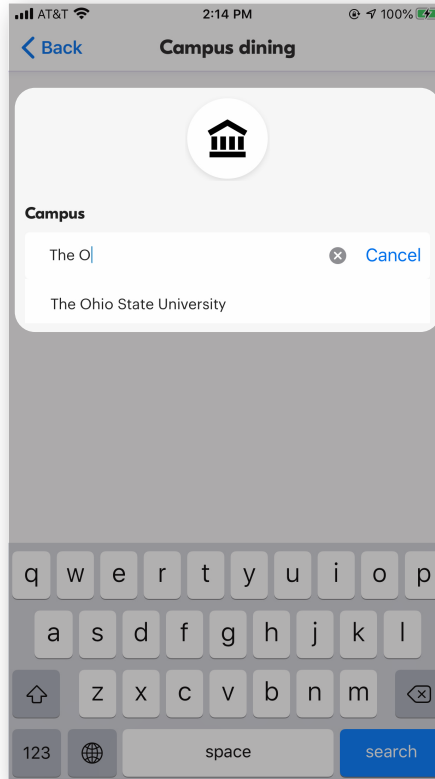 AT&T 2:14 PM 100%
Back Campus dining
Campus
The O Cancel
The Ohio State University
q w e r t y u i o p
a s d f g h j k l
z x c v b n m
123 space search